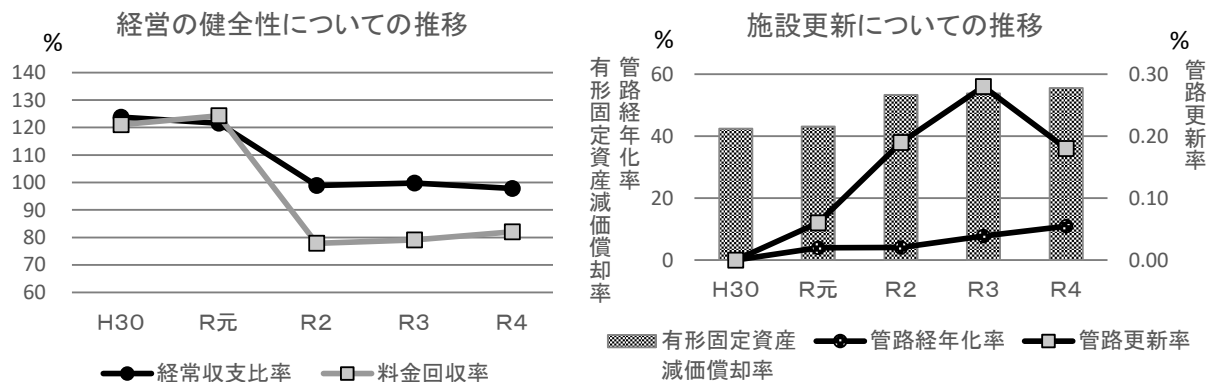 経営の健全性についての推移
%
140
130
120
110
100
90
80
70
60
H30 R元 R2 R3 R4
経常収支比率 料金回収率
施設更新についての推移
%
%
管路経年化率
有形固定資産減価償却率
管路更新率
60
40
20
0
0.30
0.20
0.10
0.00
H30 R元 R2 R3 R4
有形固定資産 管路経年化率 管路更新率
減価償却率